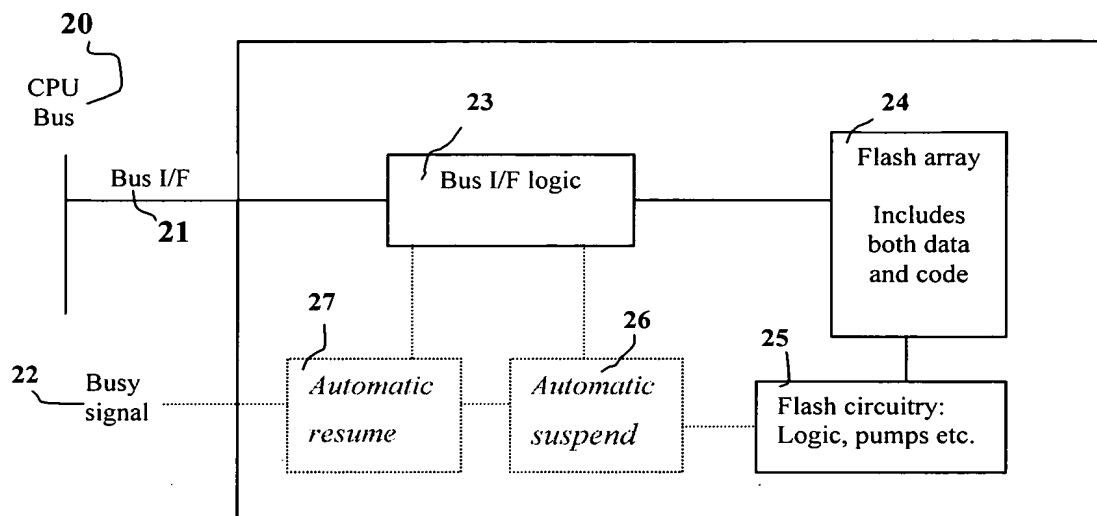 20
CPU
Bus
Bus I/F
21
23
Bus I/F logic
24
Flash array
Includes
both data
and code
22
Busy
signal
27
Automatic
resume
26
Automatic
suspend
25
Flash circuitry:
Logic, pumps etc.